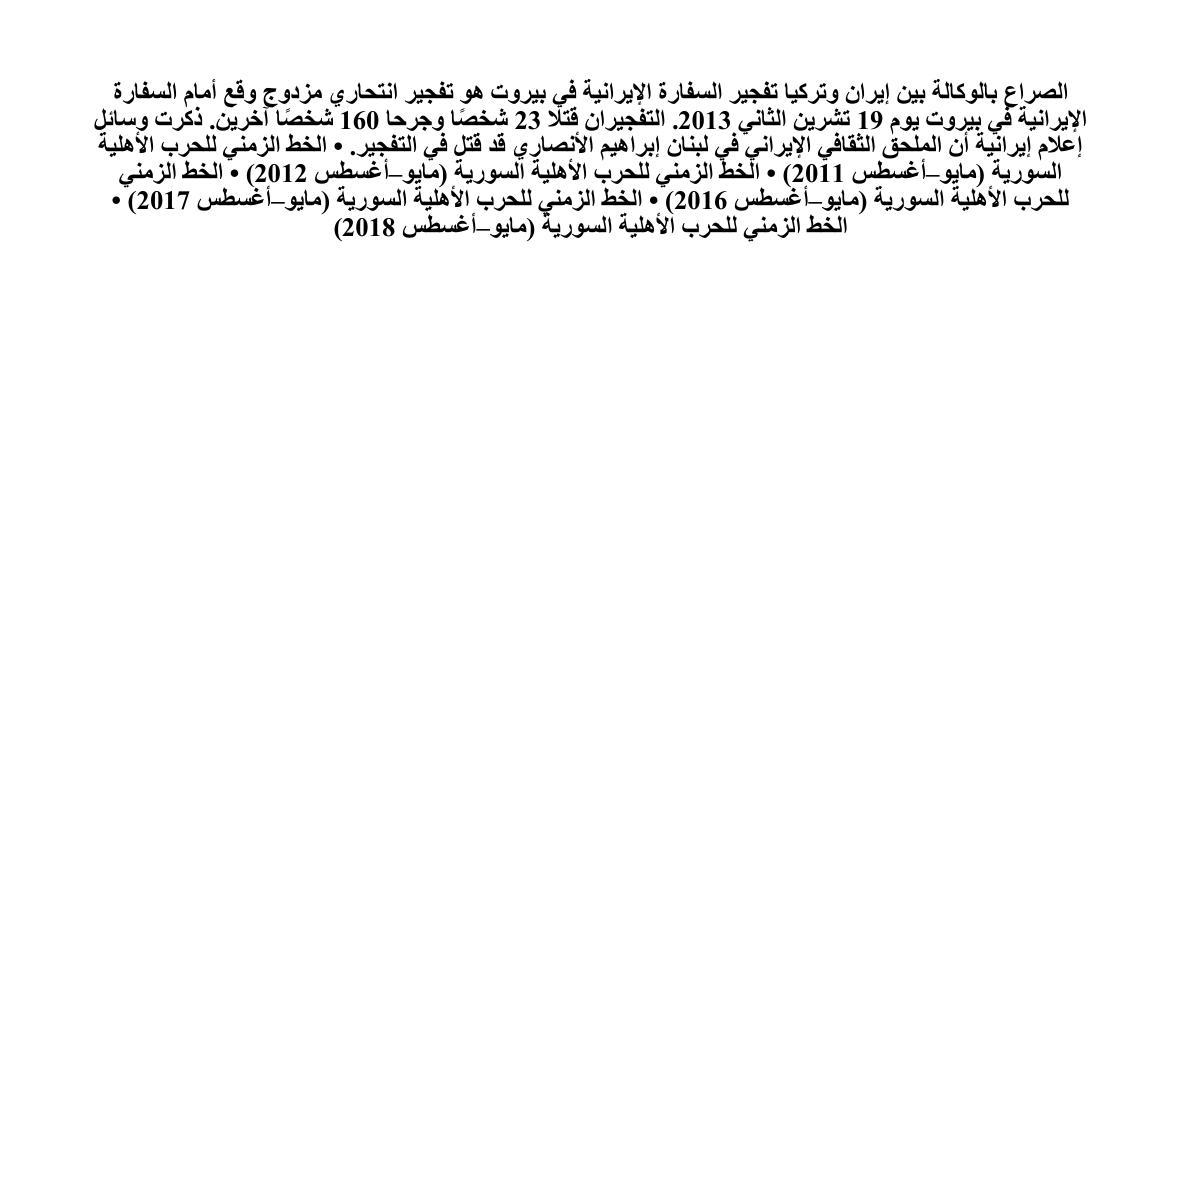 الصراع بالوكالة بين إيران وتركيا تفجير السفارة الإيرانية في بيروت هو تفجير انتحاري مزدوج وقع أمام السفارة
الإيرانية في بيروت يوم 19 تشرين الثاني 2013. التفجيران قتلا 23 شخصًا وجرحا 160 شخصًا آخرين. ذكرت وسائل
إعلام إيرانية أن الملحق الثقافي الإيراني في لبنان إبراهيم الأنصاري قد قتل في التفجير. • الخط الزمني للحرب الأهلية
السورية (مايو–أغسطس 2011) • الخط الزمني للحرب الأهلية السورية (مايو–أغسطس 2012) • الخط الزمني
للحرب الأهلية السورية (مايو–أغسطس 2016) • الخط الزمني للحرب الأهلية السورية (مايو–أغسطس 2017) •
الخط الزمني للحرب الأهلية السورية (مايو–أغسطس 2018)